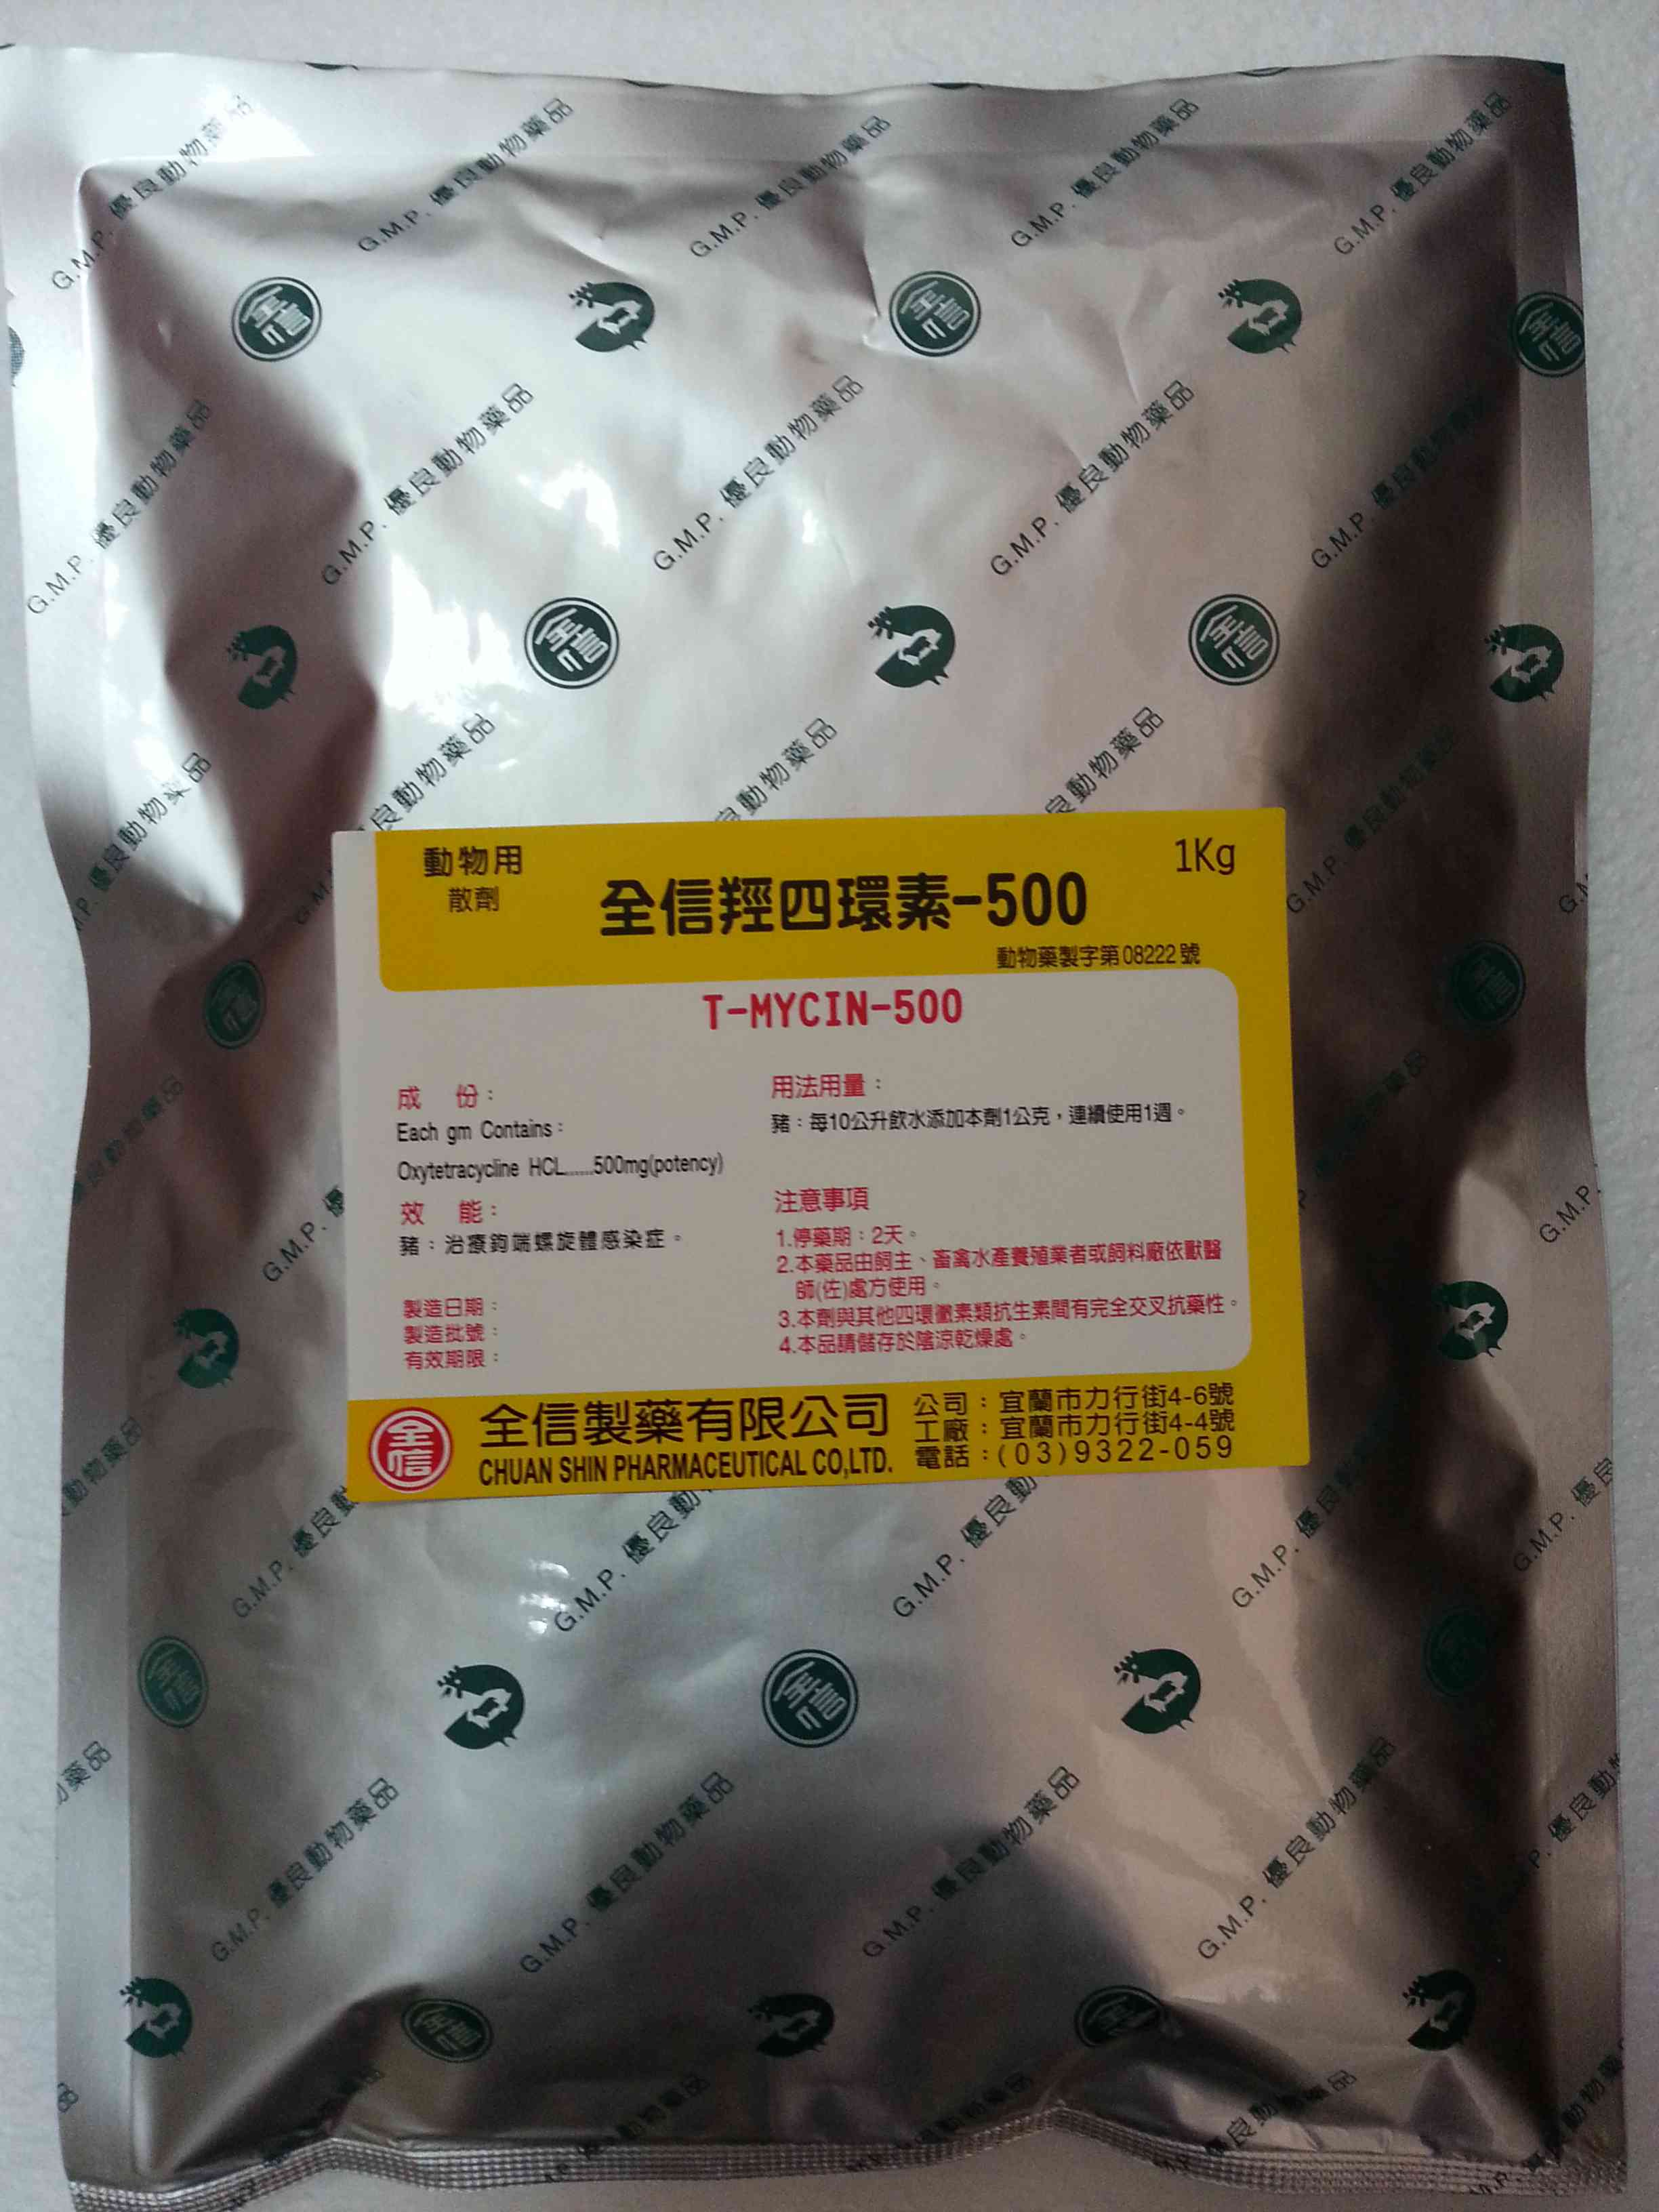 G.M.P. 優良動物藥品
全信
動物用
散劑
1Kg
全信羥四環素-500
動物藥製字第08222號
T-MYCIN-500
成 份：
Each gm Contains：
Oxytetracycline HCL......500mg(potency)
效 能：
豬：治療鉤端螺旋體感染症。
製造日期：
製造批號：
有效期限：
用法用量：
豬：每10公升飲水添加本劑1公克，連續使用1週。
注意事項
1.停藥期：2天。
2.本藥品由飼主、畜禽水產養殖業者或飼料廠依獸醫
師(佐)處方使用。
3.本劑與其他四環黴素類抗生素間有完全交叉抗藥性。
4.本品請儲存於陰涼乾燥處。
全信
全信製藥有限公司
CHUAN SHIN PHARMACEUTICAL CO,LTD.
公司：宜蘭市力行街4-6號
工廠：宜蘭市力行街4-4號
電話：(03)9322-059